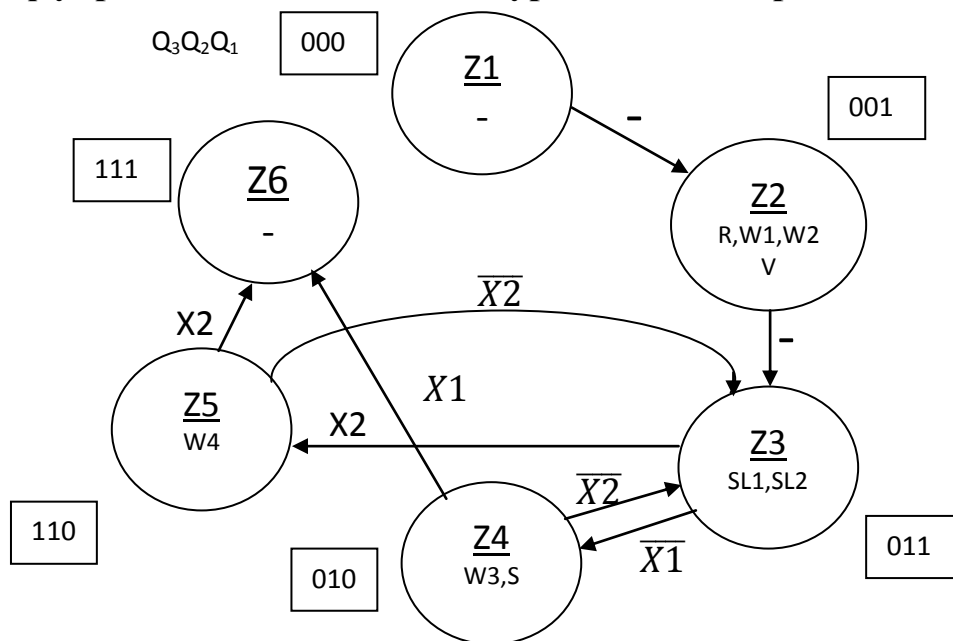 Q₃Q₂Q₁
000
Z1
-
-
001
111
Z6
-
Z2
R,W1,W2
V
X2
X̅2̅
-
X1
Z5
W4
X2
Z3
SL1,SL2
X̅2̅
X̅1̅
110
010
Z4
W3,S
011